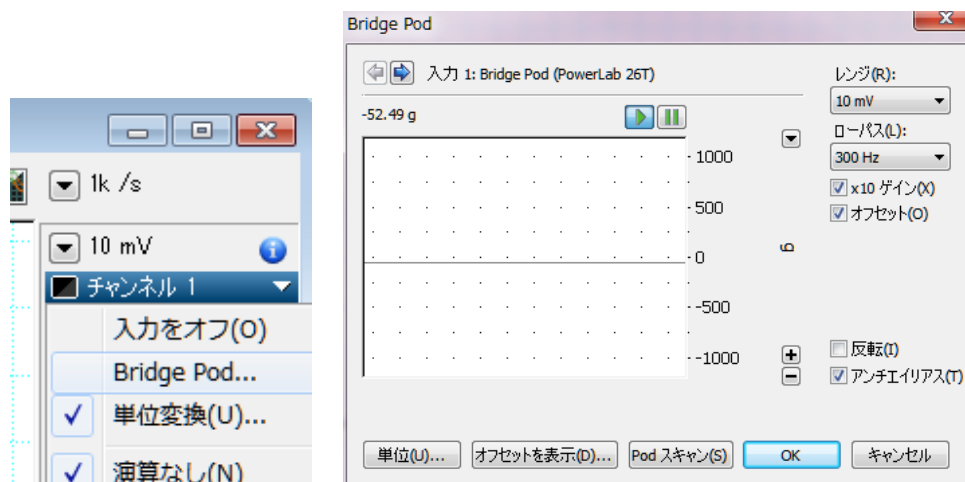 1k /s
10 mV
チャンネル 1
入力をオフ(O)
Bridge Pod...
単位変換(U)...
演算なし(N)
Bridge Pod
入力 1: Bridge Pod (PowerLab 26T)
-52.49 g
1000
500
0
-500
-1000
g
レンジ(R):
10 mV
ローパス(L):
300 Hz
x10 ゲイン(X)
オフセット(O)
反転(I)
アンチエイリアス(T)
単位(U)...
オフセットを表示(D)...
Pod スキャン(S)
OK
キャンセル